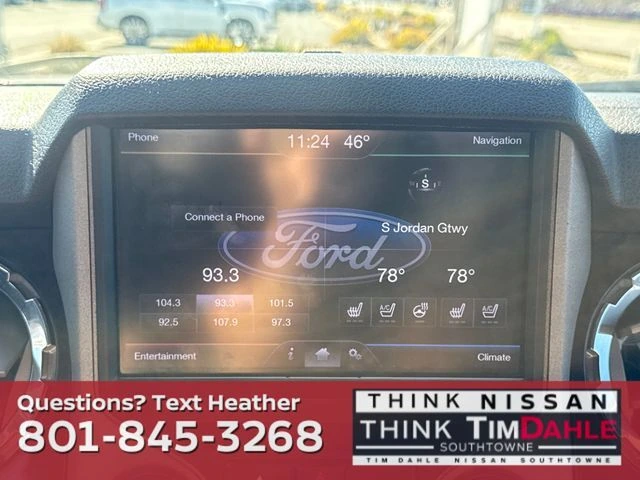 Phone
11:24 46°
Navigation
S
Connect a Phone
Ford
S Jordan Gtwy
93.3
78° 78°
104.3 93.3 101.5
92.5 107.9 97.3
A/C A/C
Entertainment
i
Climate
Questions? Text Heather
801-845-3268
THINK NISSAN
THINK TIMDAHLE
SOUTHTOWNE
TIM DAHLE NISSAN SOUTHTOWNE